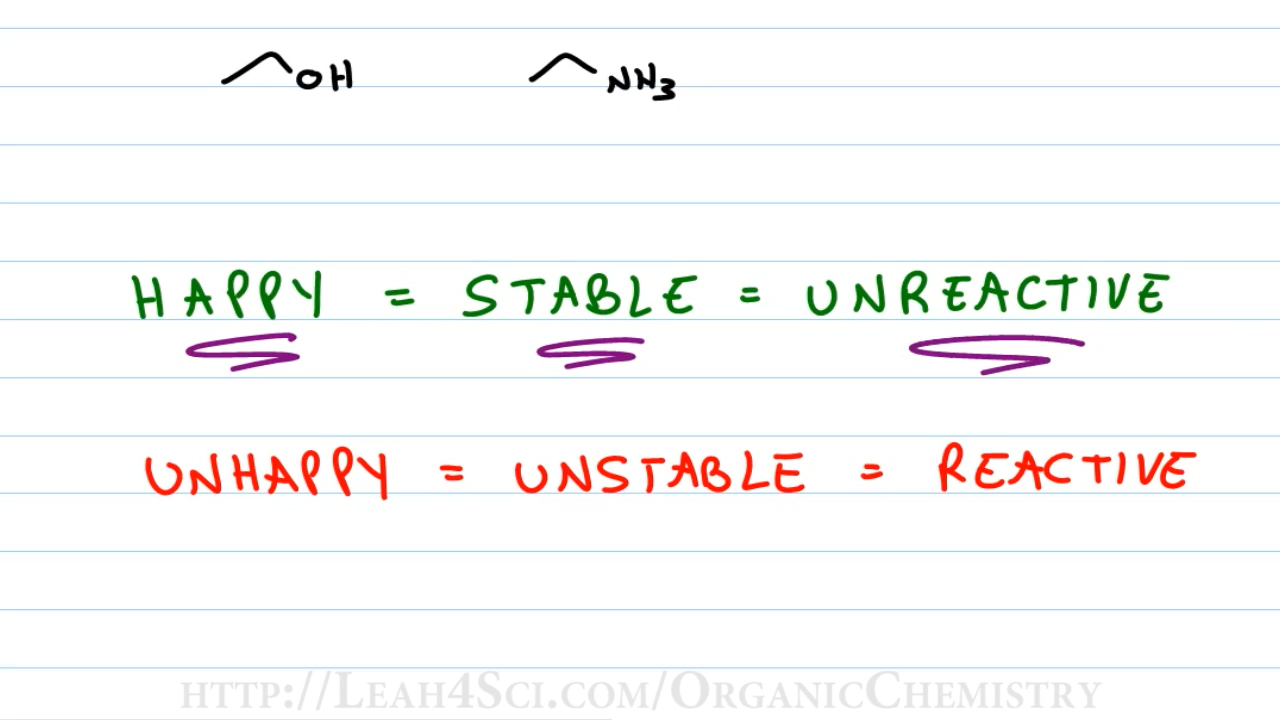 OH NH3
HAPPY = STABLE = UNREACTIVE
UNHAPPY = UNSTABLE = REACTIVE
HTTP://LEAH4SCI.COM/ORGANICCHEMISTRY